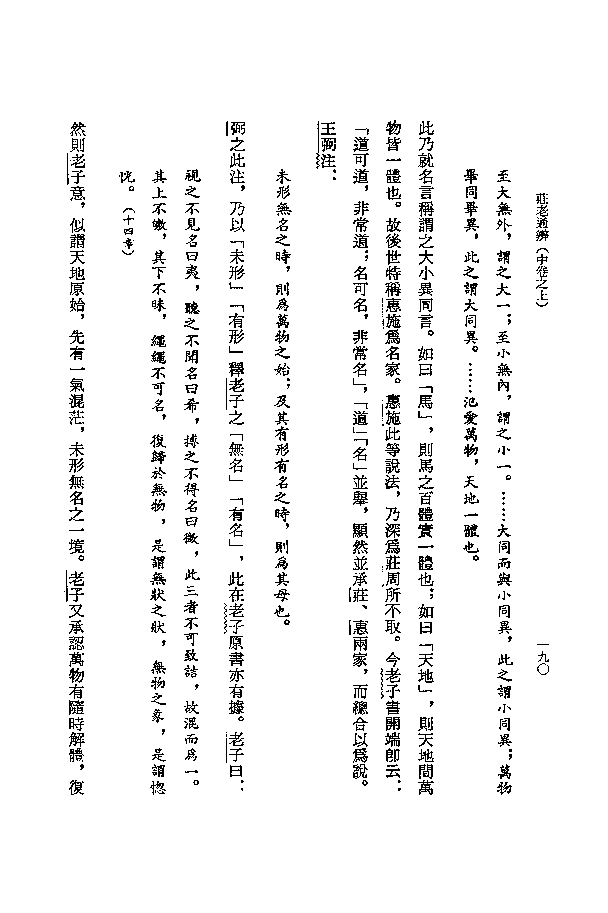 莊老通辨（中卷之上）
一九〇
至大無外，謂之大一；至小無內，謂之小一。……大同而與小同異，此之謂小同異；萬物
畢同畢異，此之謂大同異。……氾愛萬物，天地一體也。
此乃就名言稱謂之大小異同言。如曰「馬」，則馬之百體實一體也；如曰「天地」，則天地間萬
物皆一體也。故後世特稱惠施為名家。惠施此等說法，乃深為莊周所不取。今老子書開端卽云：
「道可道，非常道；名可名，非常名」，「道」「名」並舉，顯然並承莊、惠兩家，而總合以為說。
王弼注：
未形無名之時，則為萬物之始；及其有形有名之時，則為其母也。
弼之此注，乃以「未形」「有形」釋老子之「無名」「有名」，此在老子原書亦有據。老子曰：
視之不見名曰夷，聽之不聞名曰希，搏之不得名曰微，此三者不可致詰，故混而為一。
其上不皦，其下不昧，繩繩不可名，復歸於無物，是謂無狀之狀，無物之象，是謂惚
恍。（十四章）
然則老子意，似謂天地原始，先有一氣混茫，未形無名之一境。老子又承認萬物有隨時解體，復